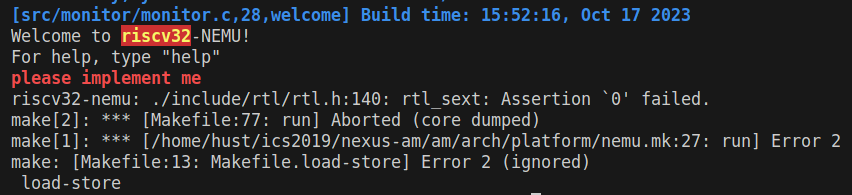 [src/monitor/monitor.c,28,welcome] Build time: 15:52:16, Oct 17 2023
Welcome to riscv32-NEMU!
For help, type "help"
please implement me
riscv32-nemu: ./include/rtl/rtl.h:140: rtl_sext: Assertion `0' failed.
make[2]: *** [Makefile:77: run] Aborted (core dumped)
make[1]: *** [/home/hust/ics2019/nexus-am/am/arch/platform/nemu.mk:27: run] Error 2
make: [Makefile:13: Makefile.load-store] Error 2 (ignored)
load-store